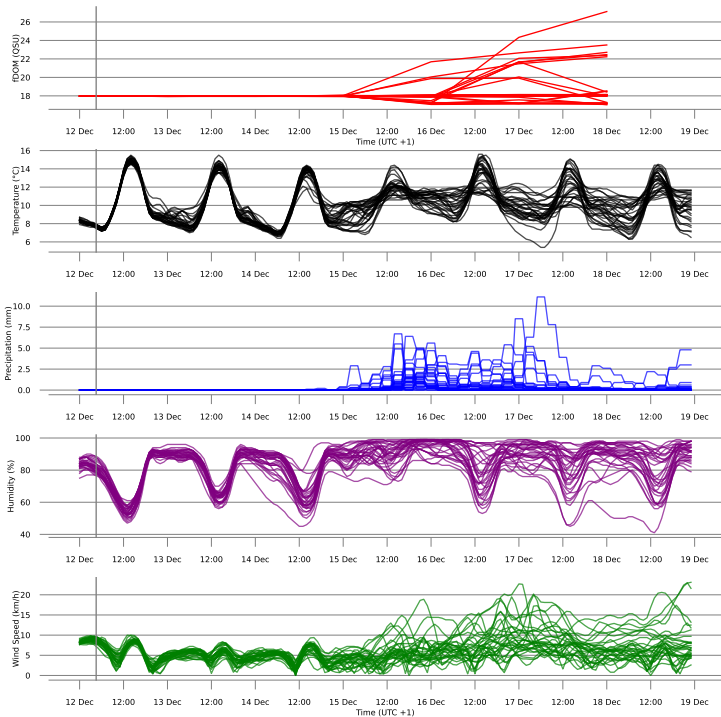 fDOM (QSU)
26
24
22
20
18
12 Dec 12:00 13 Dec 12:00 14 Dec 12:00 15 Dec 12:00 16 Dec 12:00 17 Dec 12:00 18 Dec 12:00 19 Dec
Time (UTC +1)
Temperature (°C)
16
14
12
10
8
6
12 Dec 12:00 13 Dec 12:00 14 Dec 12:00 15 Dec 12:00 16 Dec 12:00 17 Dec 12:00 18 Dec 12:00 19 Dec
Precipitation (mm)
10.0
7.5
5.0
2.5
0.0
12 Dec 12:00 13 Dec 12:00 14 Dec 12:00 15 Dec 12:00 16 Dec 12:00 17 Dec 12:00 18 Dec 12:00 19 Dec
Humidity (%)
100
80
60
40
12 Dec 12:00 13 Dec 12:00 14 Dec 12:00 15 Dec 12:00 16 Dec 12:00 17 Dec 12:00 18 Dec 12:00 19 Dec
Wind Speed (km/h)
20
15
10
5
0
12 Dec 12:00 13 Dec 12:00 14 Dec 12:00 15 Dec 12:00 16 Dec 12:00 17 Dec 12:00 18 Dec 12:00 19 Dec
Time (UTC +1)